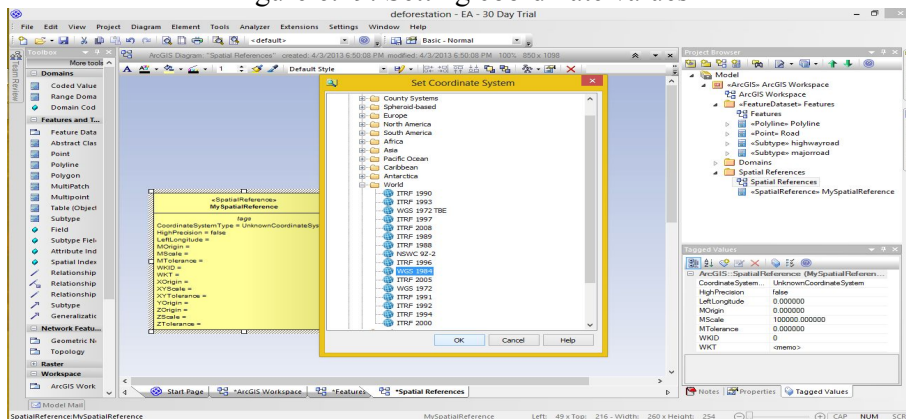 deforestation - EA - 30 Day Trial
File Edit View Project Diagram Element Tools Analyzer Extensions Settings Window Help
<default>
Basic - Normal
Toolbox
More tools
Domains
Coded Value
Range Doma
Domain Cod
Features and T...
Feature Data
Abstract Clas
Point
Polyline
Polygon
MultiPatch
Multipoint
Table (Object
Subtype
Field
Subtype Field
Attribute Ind
Spatial Index
Relationship
Relationship
Relationship
Subtype
Generalizatic
Network Featu...
Geometric N
Topology
Raster
Workspace
ArcGIS Work
Model Mail
Team Review
ArcGIS Diagram: "Spatial References" created: 4/3/2013 6:50:08 PM modified: 4/3/2013 6:50:08 PM 100% 850 x 1098
Default Style
«SpatialReference»
MySpatialReference
tags
CoordinateSystemType = UnknownCoordinateSys
HighPrecision = false
LeftLongitude =
MOrigin =
MScale =
MTolerance =
WKID =
WKT =
XOrigin =
XYScale =
XYTolerance =
YOrigin =
ZOrigin =
ZScale =
ZTolerance =
Set Coordinate System
County Systems
Spheroid-based
Europe
North America
South America
Africa
Asia
Pacific Ocean
Caribbean
Antarctica
World
ITRF 1990
ITRF 1993
WGS 1972 TBE
ITRF 1997
ITRF 2008
ITRF 1989
ITRF 1988
NSWC 9Z-2
ITRF 1996
WGS 1984
ITRF 2005
WGS 1972
ITRF 1991
ITRF 1992
ITRF 1994
ITRF 2000
OK Cancel Help
Start Page *ArcGIS Workspace *Features *Spatial References
Project Browser
Model
«ArcGIS» ArcGIS Workspace
ArcGIS Workspace
«FeatureDataset» Features
Features
«Polyline» Polyline
«Point» Road
«Subtype» highwayroad
«Subtype» majorroad
Domains
Spatial References
Spatial References
«SpatialReference» MySpatialReference
Tagged Values
ArcGIS::SpatialReference (MySpatialReferen...
CoordinateSystem... UnknownCoordinateSystem
HighPrecision false
LeftLongitude 0.000000
MOrigin 0.000000
MScale 100000.000000
MTolerance 0.000000
WKID 0
WKT <memo>
Notes Properties Tagged Values
SpatialReference:MySpatialReference
MySpatialReference Left: 49 x Top: 216 - Width: 260 x Height: 254 CAP NUM SCR